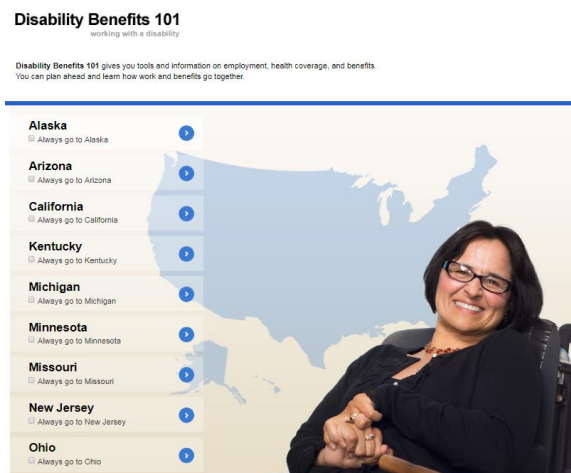 Disability Benefits 101
working with a disability
Disability Benefits 101 gives you tools and information on employment, health coverage, and benefits.
You can plan ahead and learn how work and benefits go together.
Alaska
Always go to Alaska
Arizona
Always go to Arizona
California
Always go to California
Kentucky
Always go to Kentucky
Michigan
Always go to Michigan
Minnesota
Always go to Minnesota
Missouri
Always go to Missouri
New Jersey
Always go to New Jersey
Ohio
Always go to Ohio